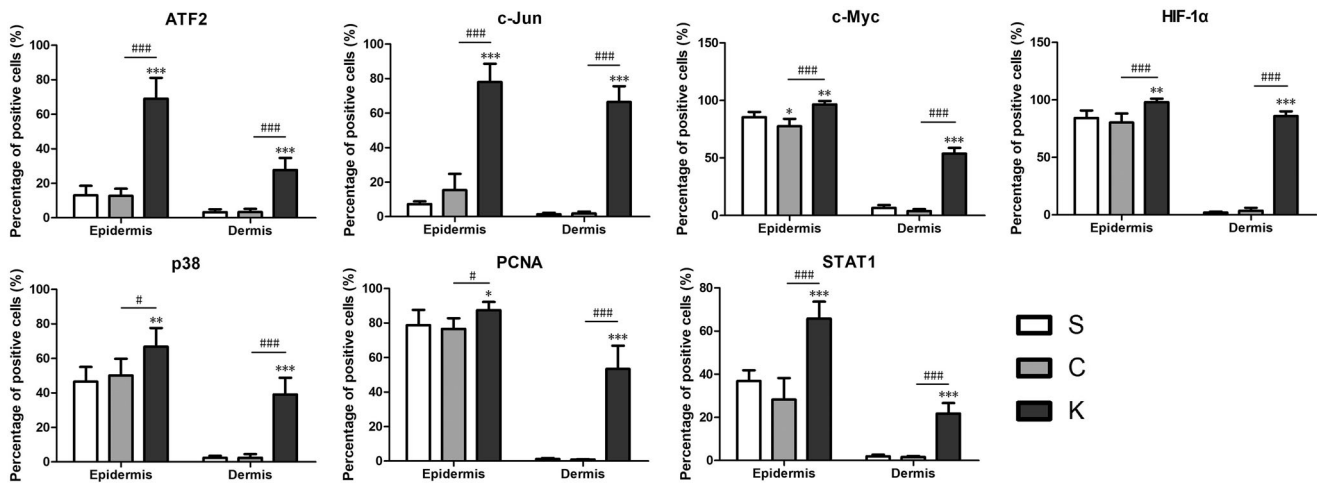 ATF2
Percentage of positive cells (%)
100
80
60
40
20
0
###
***
###
***
Epidermis
Dermis
c-Jun
Percentage of positive cells (%)
100
80
60
40
20
0
###
***
###
***
Epidermis
Dermis
c-Myc
Percentage of positive cells (%)
150
100
50
0
###
*
**
###
***
Epidermis
Dermis
HIF-1α
Percentage of positive cells (%)
150
100
50
0
###
**
###
***
Epidermis
Dermis
p38
Percentage of positive cells (%)
100
80
60
40
20
0
#
**
###
***
Epidermis
Dermis
PCNA
Percentage of positive cells (%)
100
80
60
40
20
0
#
*
###
***
Epidermis
Dermis
STAT1
Percentage of positive cells (%)
80
60
40
20
0
###
***
###
***
Epidermis
Dermis
S
C
K